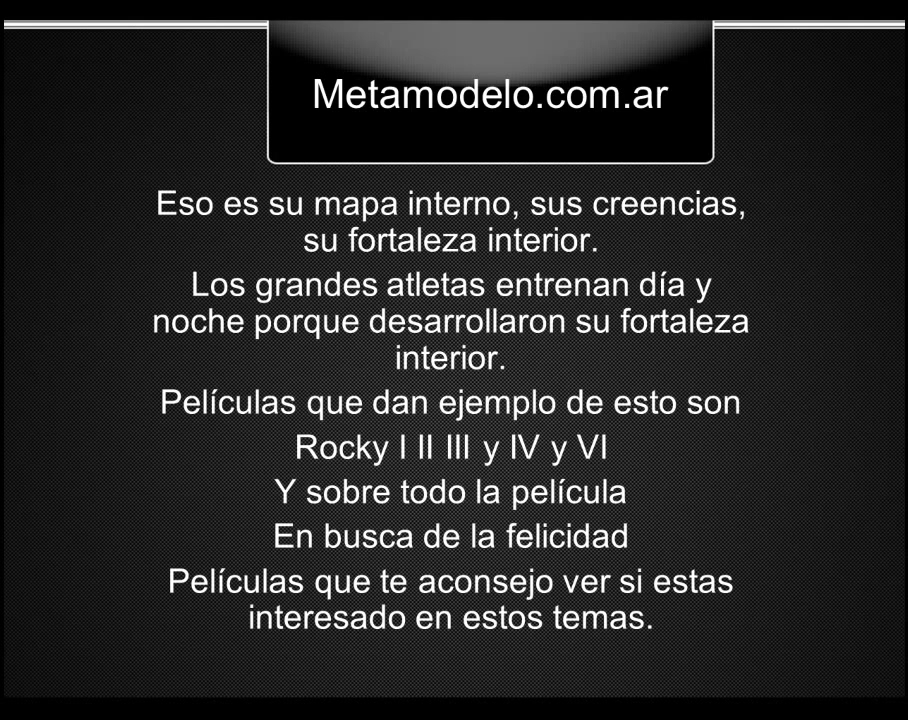 Metamodelo.com.ar
Eso es su mapa interno, sus creencias,
su fortaleza interior.
Los grandes atletas entrenan día y
noche porque desarrollaron su fortaleza
interior.
Películas que dan ejemplo de esto son
Rocky I II III y IV y VI
Y sobre todo la película
En busca de la felicidad
Películas que te aconsejo ver si estas
interesado en estos temas.